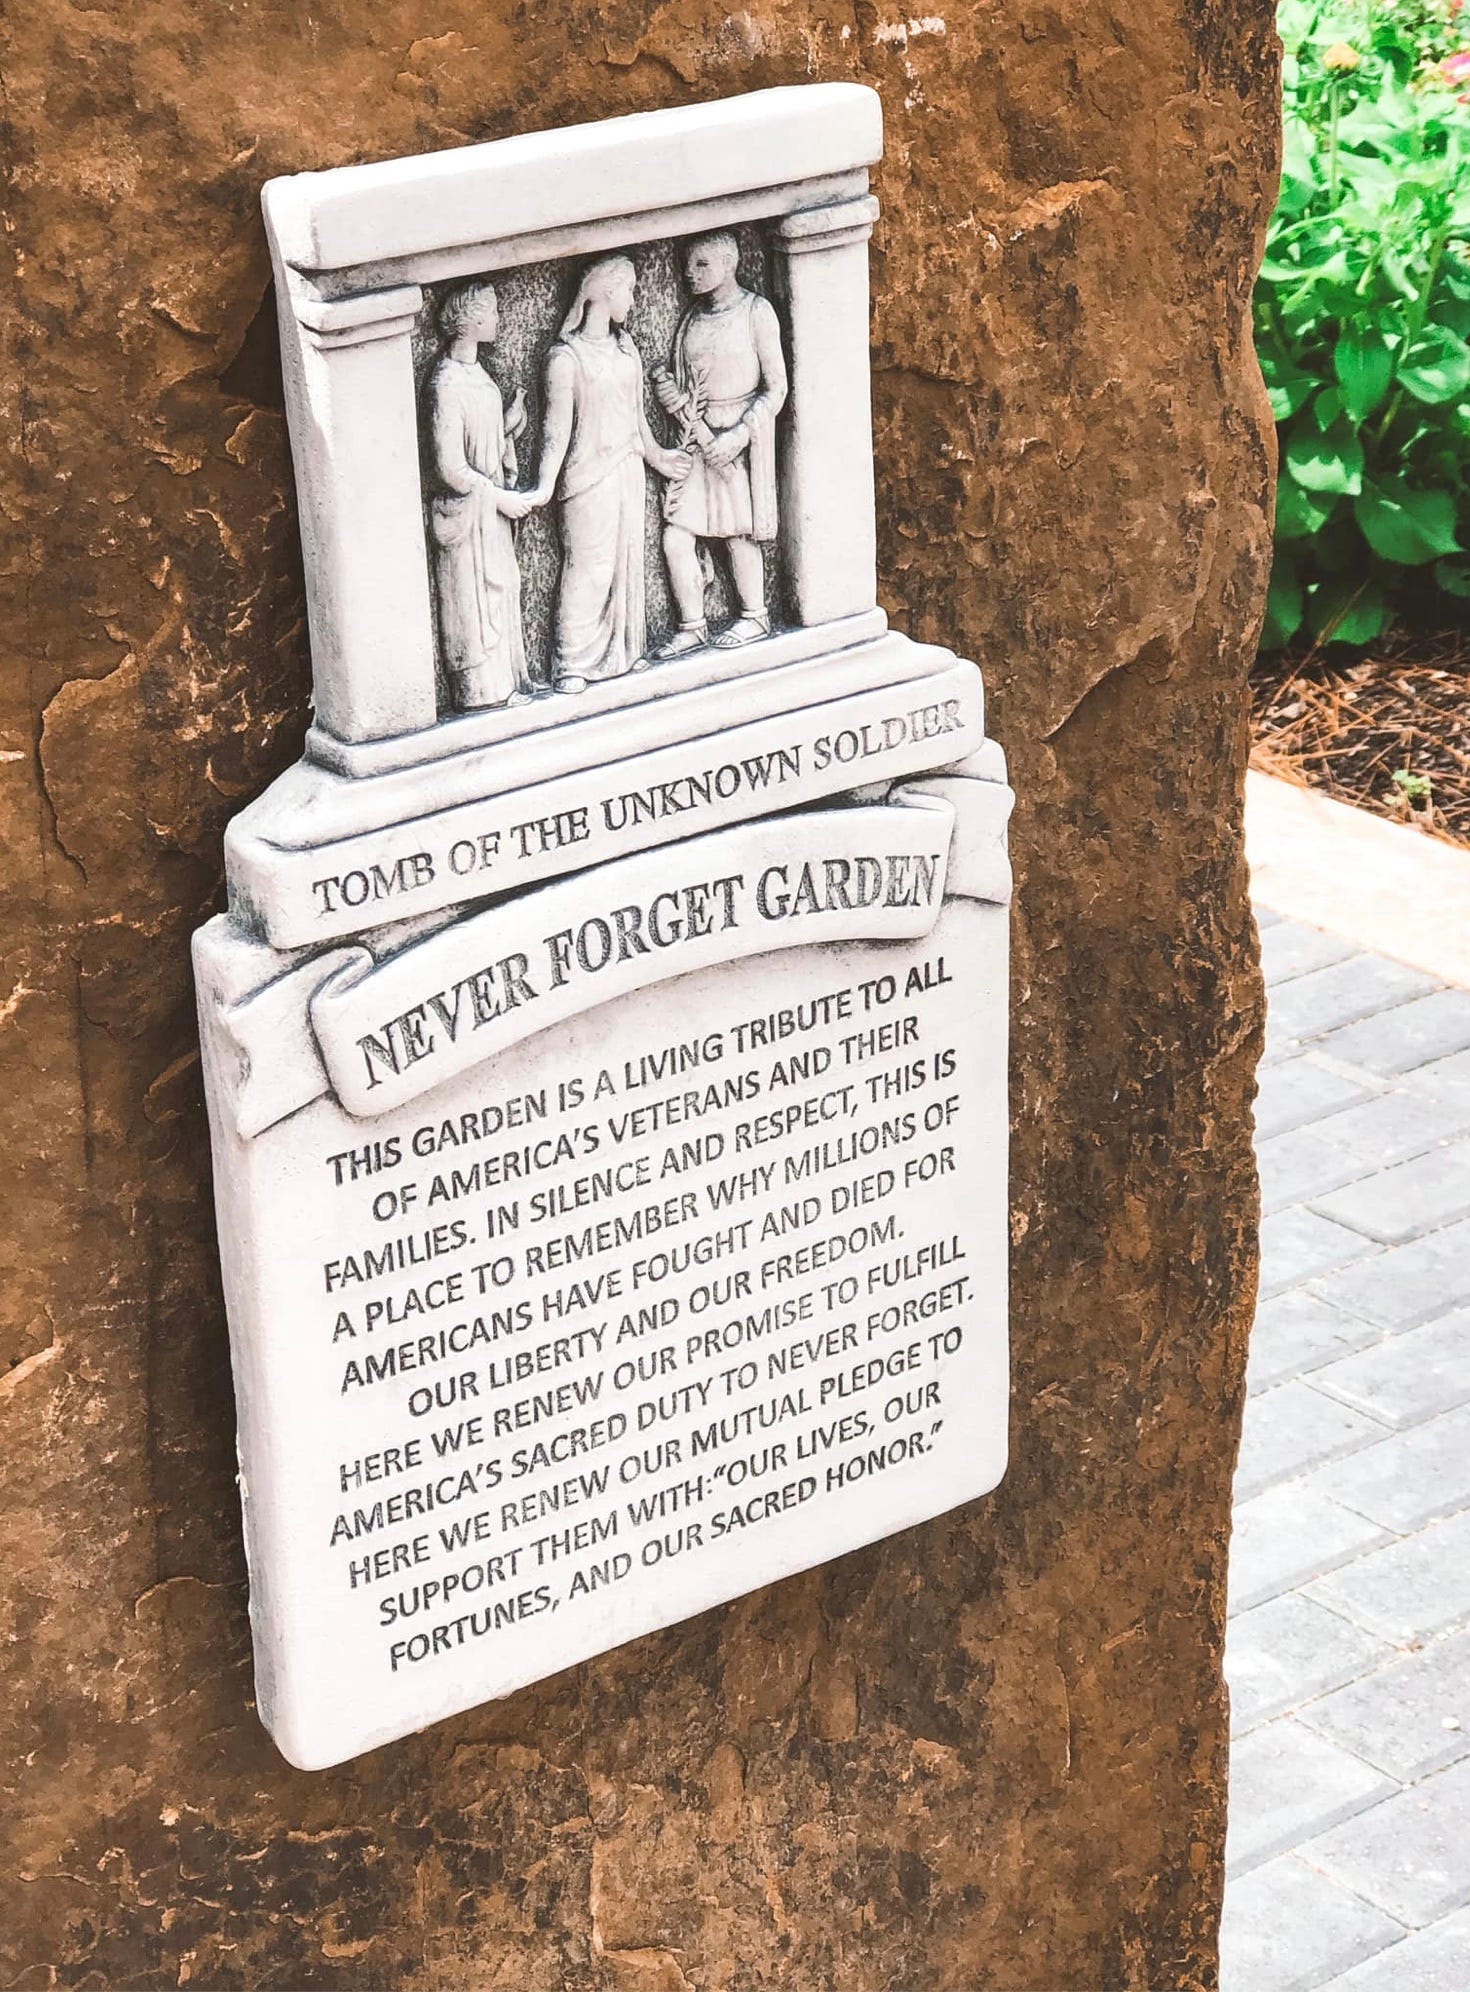 TOMB OF THE UNKNOWN SOLDIER
NEVER FORGET GARDEN
THIS GARDEN IS A LIVING TRIBUTE TO ALL
OF AMERICA'S VETERANS AND THEIR
FAMILIES. IN SILENCE AND RESPECT, THIS IS
A PLACE TO REMEMBER WHY MILLIONS OF
AMERICANS HAVE FOUGHT AND DIED FOR
OUR LIBERTY AND OUR FREEDOM.
HERE WE RENEW OUR PROMISE TO FULFILL
AMERICA'S SACRED DUTY TO NEVER FORGET.
HERE WE RENEW OUR MUTUAL PLEDGE TO
SUPPORT THEM WITH:“OUR LIVES, OUR
FORTUNES, AND OUR SACRED HONOR.”